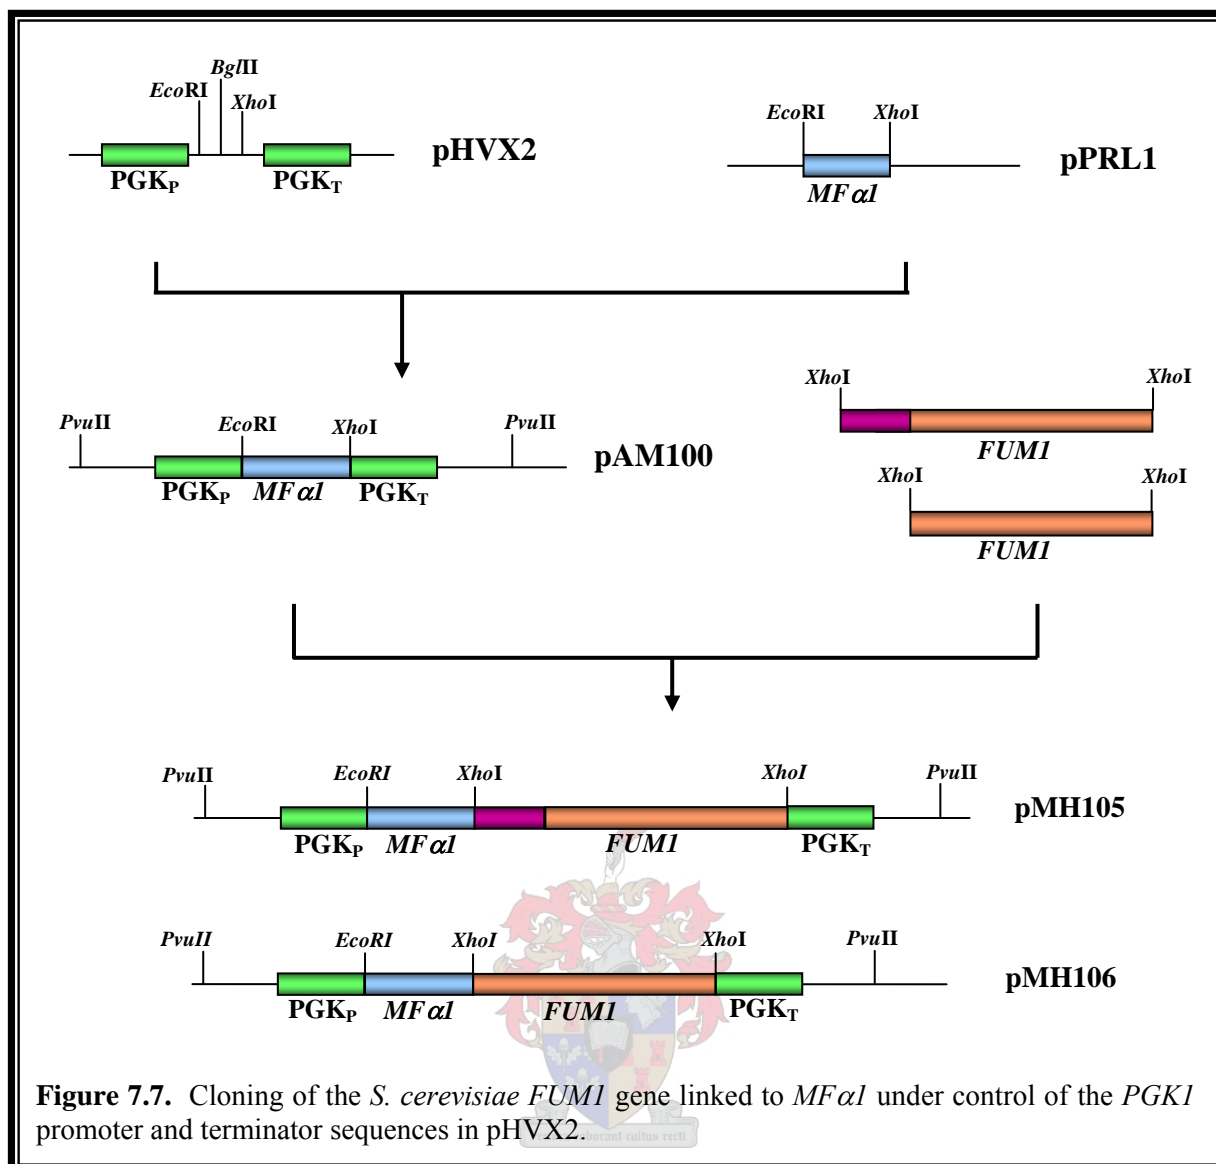 BglII
EcoRI
XhoI
pHVX2
PGKP
PGKT
EcoRI
XhoI
pPRL1
MFα1
PvuII
EcoRI
XhoI
PvuII
pAM100
PGKP
MFα1
PGKT
XhoI
XhoI
FUM1
XhoI
XhoI
FUM1
PvuII
EcoRI
XhoI
XhoI
PvuII
pMH105
PGKP
MFα1
FUM1
PGKT
PvuII
EcoRI
XhoI
XhoI
PvuII
pMH106
PGKP
MFα1
FUM1
PGKT
Figure 7.7. Cloning of the S. cerevisiae FUM1 gene linked to MFα1 under control of the PGK1
promoter and terminator sequences in pHVX2.
cultus recti